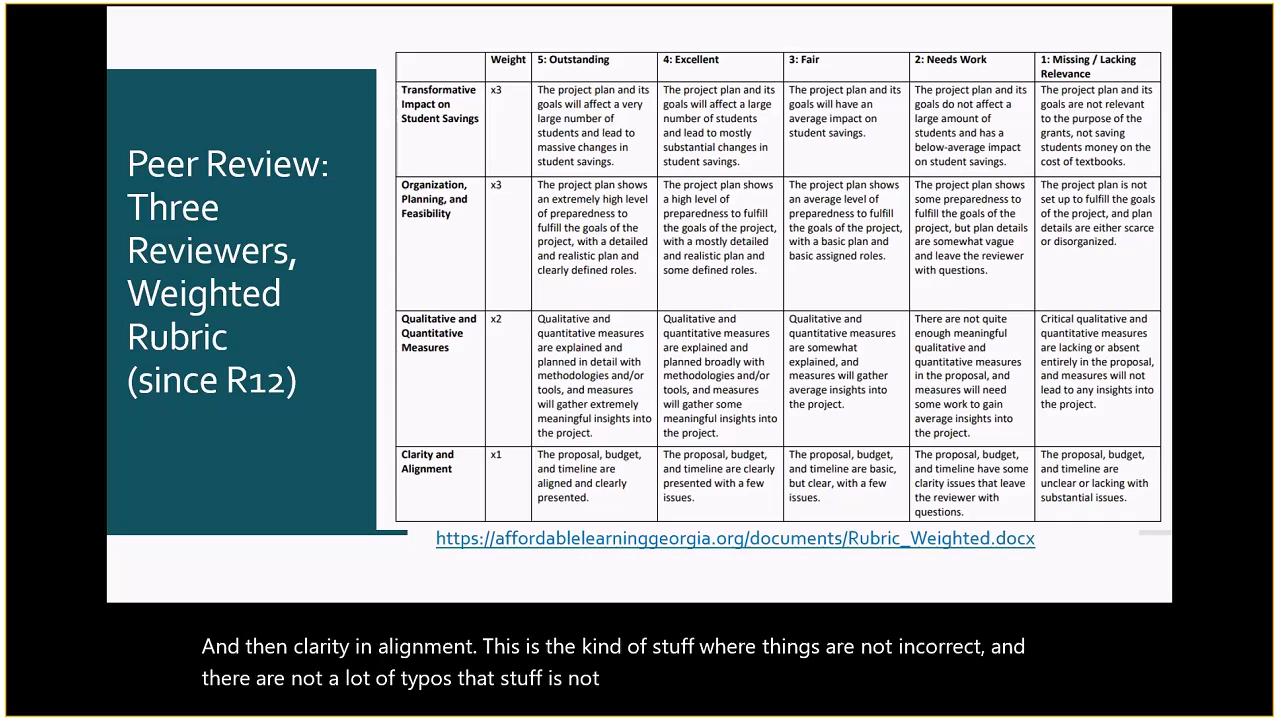 Peer Review:
Three
Reviewers,
Weighted
Rubric
(since R12)
Weight
5: Outstanding
4: Excellent
3: Fair
2: Needs Work
1: Missing / Lacking
Relevance
Transformative
Impact on
Student Savings
x3
The project plan and its
goals will affect a very
large number of
students and lead to
massive changes in
student savings.
The project plan and its
goals will affect a large
number of students
and lead to mostly
substantial changes in
student savings.
The project plan and its
goals will have an
average impact on
student savings.
The project plan and its
goals do not affect a
large amount of
students and has a
below-average impact
on student savings.
The project plan and its
goals are not relevant
to the purpose of the
grants, not saving
students money on the
cost of textbooks.
Organization,
Planning, and
Feasibility
x3
The project plan shows
an extremely high level
of preparedness to
fulfill the goals of the
project, with a detailed
and realistic plan and
clearly defined roles.
The project plan shows
a high level of
preparedness to fulfill
the goals of the project,
with a mostly detailed
and realistic plan and
some defined roles.
The project plan shows
an average level of
preparedness to fulfill
the goals of the project,
with a basic plan and
basic assigned roles.
The project plan shows
some preparedness to
fulfill the goals of the
project, but plan details
are somewhat vague
and leave the reviewer
with questions.
The project plan is not
set up to fulfill the goals
of the project, and plan
details are either scarce
or disorganized.
Qualitative and
Quantitative
Measures
x2
Qualitative and
quantitative measures
are explained and
planned in detail with
methodologies and/or
tools, and measures
will gather extremely
meaningful insights into
the project.
Qualitative and
quantitative measures
are explained and
planned broadly with
methodologies and/or
tools, and measures
will gather some
meaningful insights into
the project.
Qualitative and
quantitative measures
are somewhat
explained, and
measures will gather
average insights into
the project.
There are not quite
enough meaningful
qualitative and
quantitative measures
in the proposal, and
measures will need
some work to gain
average insights into
the project.
Critical qualitative and
quantitative measures
are lacking or absent
entirely in the proposal,
and measures will not
lead to any insights into
the project.
Clarity and
Alignment
x1
The proposal, budget,
and timeline are
aligned and clearly
presented.
The proposal, budget,
and timeline are clearly
presented with a few
issues.
The proposal, budget,
and timeline are basic,
but clear, with a few
issues.
The proposal, budget,
and timeline have some
clarity issues that leave
the reviewer with
questions.
The proposal, budget,
and timeline are
unclear or lacking with
substantial issues.
https://affordablelearninggeorgia.org/documents/Rubric_Weighted.docx
And then clarity in alignment. This is the kind of stuff where things are not incorrect, and
there are not a lot of typos that stuff is not